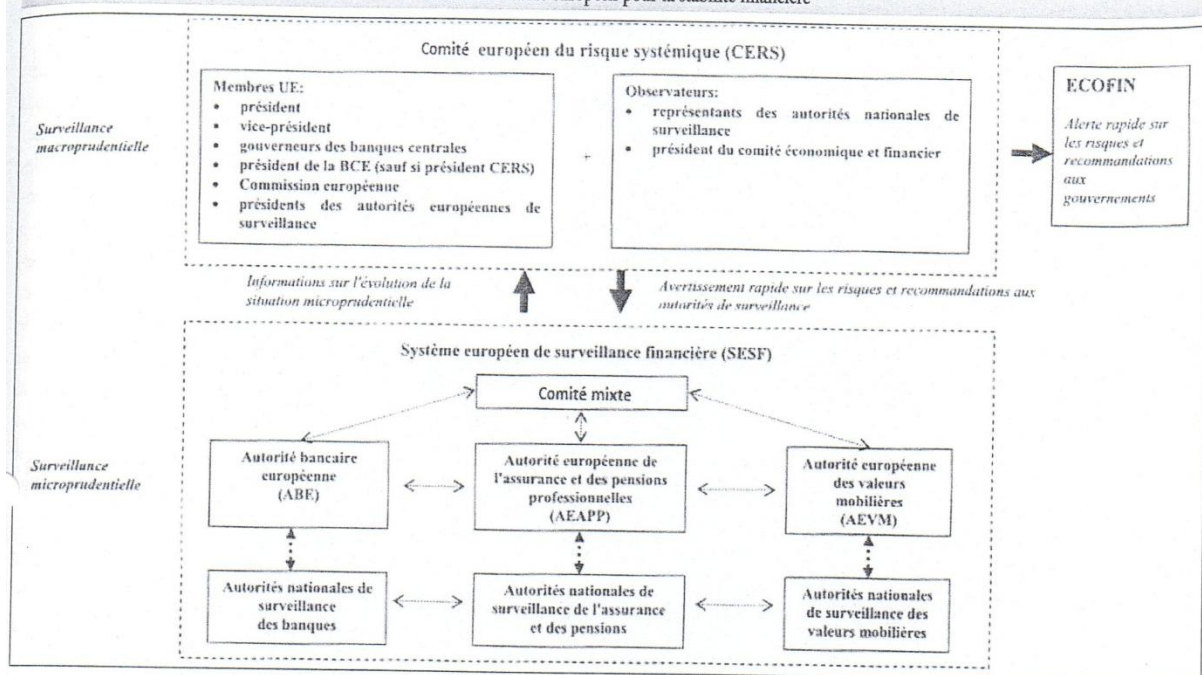 européen pour la stabilité financière
Comité européen du risque systémique (CERS)
Surveillance
macroprudentielle
Membres UE:
• président
• vice-président
• gouverneurs des banques centrales
• président de la BCE (sauf si président CERS)
• Commission européenne
• présidents des autorités européennes de
surveillance
Observateurs:
• représentants des autorités nationales de
surveillance
• président du comité économique et financier
ECOFIN
Alerte rapide sur
les risques et
recommandations
aux
gouvernements
Informations sur l'évolution de la
situation microprudentielle
Avertissement rapide sur les risques et recommandations aux
autorités de surveillance
Système européen de surveillance financière (SESF)
Comité mixte
Surveillance
microprudentielle
Autorité bancaire
européenne
(ABE)
Autorité européenne de
l'assurance et des pensions
professionnelles
(AEAPP)
Autorité européenne
des valeurs
mobilières
(AEVM)
Autorités nationales de
surveillance
des banques
Autorités nationales de
surveillance de l'assurance
et des pensions
Autorités nationales
de surveillance des
valeurs mobilières